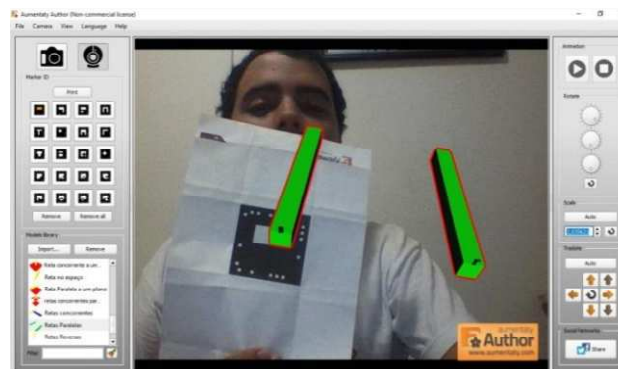 Aumentaty Author (Non-commercial license)
File Camera View Language Help
Marker ID
Print
Remove Remove all
Models library
Import... Remove
Reta concorrente a um...
Reta no espaço
Reta Paralela a um plano
retas concorrentes par...
Retas concorrentes
Retas Paralelas
Retas Reversas
Filter
Animation
Rotate
Scale
Auto
Translate
Auto
Social Networks
Share
aumentaty
Author
www.aumentaty.com